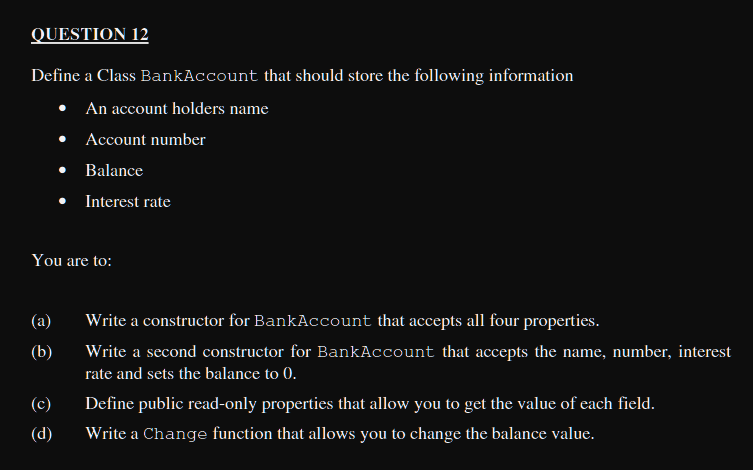 QUESTION 12
Define a Class BankAccount that should store the following information
• An account holders name
• Account number
• Balance
• Interest rate
You are to:
(a) Write a constructor for BankAccount that accepts all four properties.
(b) Write a second constructor for BankAccount that accepts the name, number, interest
rate and sets the balance to 0.
(c) Define public read-only properties that allow you to get the value of each field.
(d) Write a Change function that allows you to change the balance value.